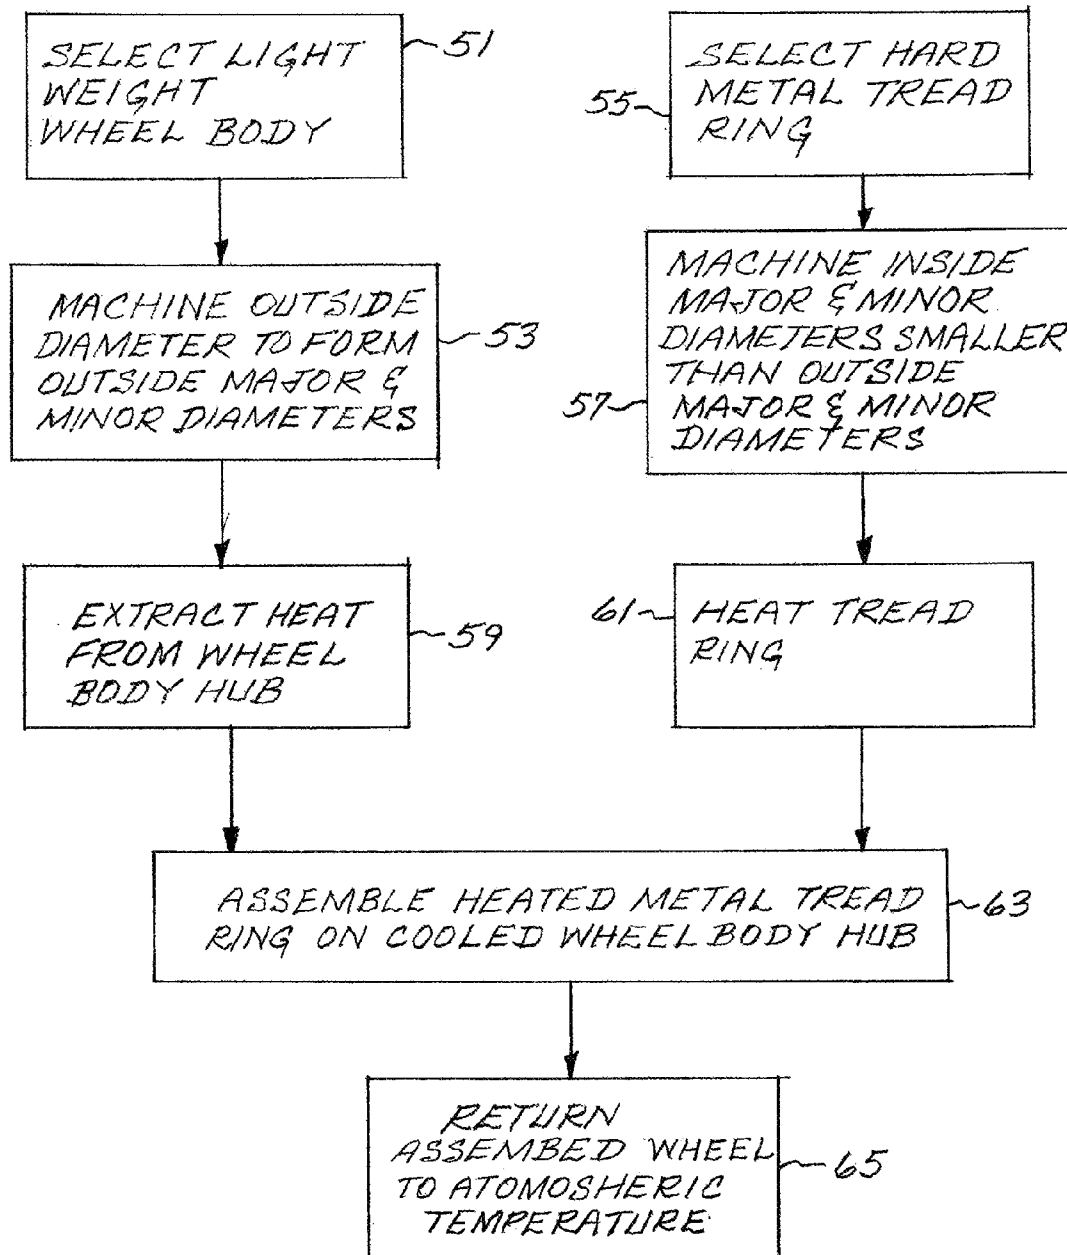 SELECT LIGHT
WEIGHT
WHEEL BODY
51
SELECT HARD
METAL TREAD
RING
55
MACHINE OUTSIDE
DIAMETER TO FORM
OUTSIDE MAJOR &
MINOR DIAMETERS
53
MACHINE INSIDE
MAJOR & MINOR
DIAMETERS SMALLER
THAN OUTSIDE
MAJOR & MINOR
DIAMETERS
57
EXTRACT HEAT
FROM WHEEL
BODY HUB
59
61
HEAT TREAD
RING
ASSEMBLE HEATED METAL TREAD
RING ON COOLED WHEEL BODY HUB
63
RETURN
ASSEMBED WHEEL
TO ATOMOSHERIC
TEMPERATURE
65